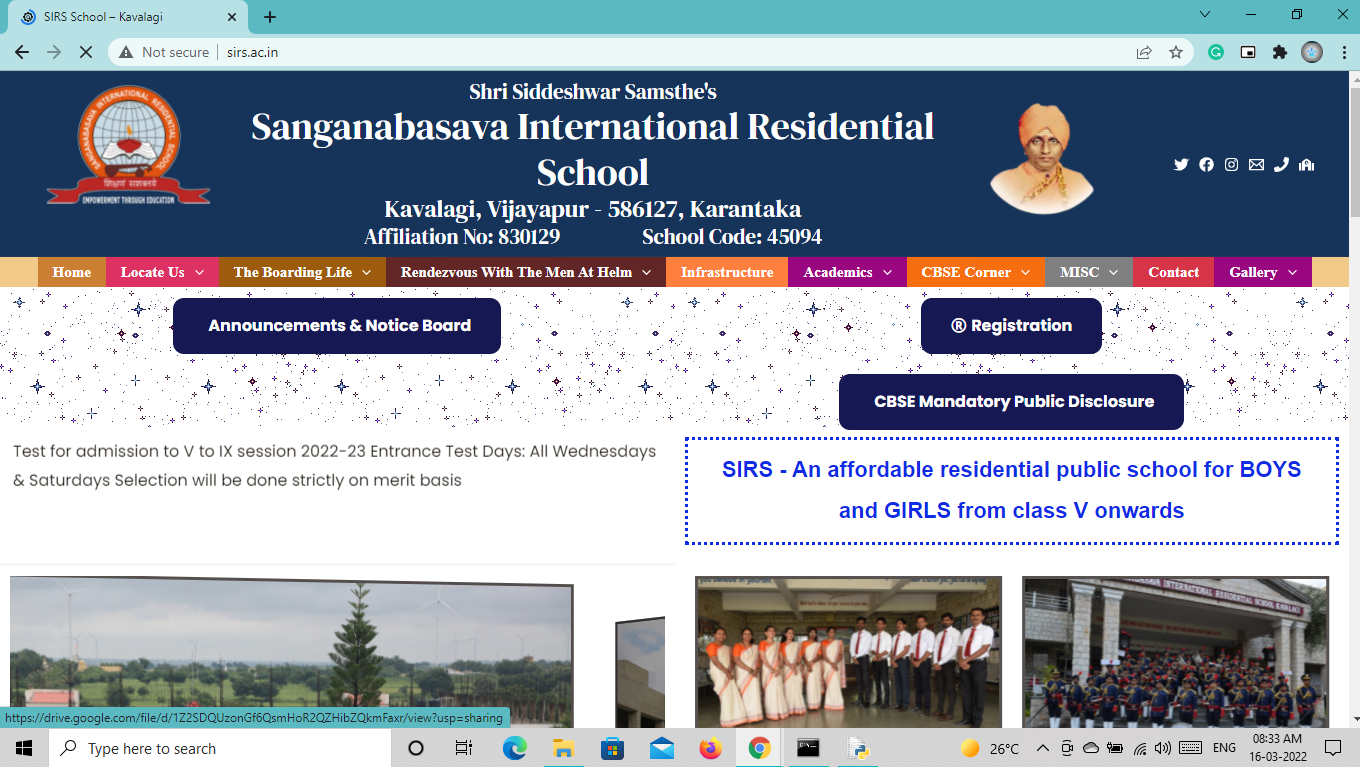 SIRS School – Kavalagi
Not secure
sirs.ac.in
SANGANABASAVA INTERNATIONAL RESIDENTIAL SCHOOL
EMPOWERMENT THROUGH EDUCATION
Shri Siddeshwar Samsthe's
Sanganabasava International Residential
School
Kavalagi, Vijayapur - 586127, Karantaka
Affiliation No: 830129 School Code: 45094
Home Locate Us The Boarding Life Rendezvous With The Men At Helm Infrastructure Academics CBSE Corner MISC Contact Gallery
Announcements & Notice Board
® Registration
CBSE Mandatory Public Disclosure
Test for admission to V to IX session 2022-23 Entrance Test Days: All Wednesdays
& Saturdays Selection will be done strictly on merit basis
SIRS - An affordable residential public school for BOYS
and GIRLS from class V onwards
INTERNATIONAL RESIDENTIAL SCHOOL KAVALAGI
https://drive.google.com/file/d/1Z2SDQUzonGf6QsmHoR2QZHibZQkmFaxr/view?usp=sharing
Type here to search
26°C
ENG
08:33 AM
16-03-2022